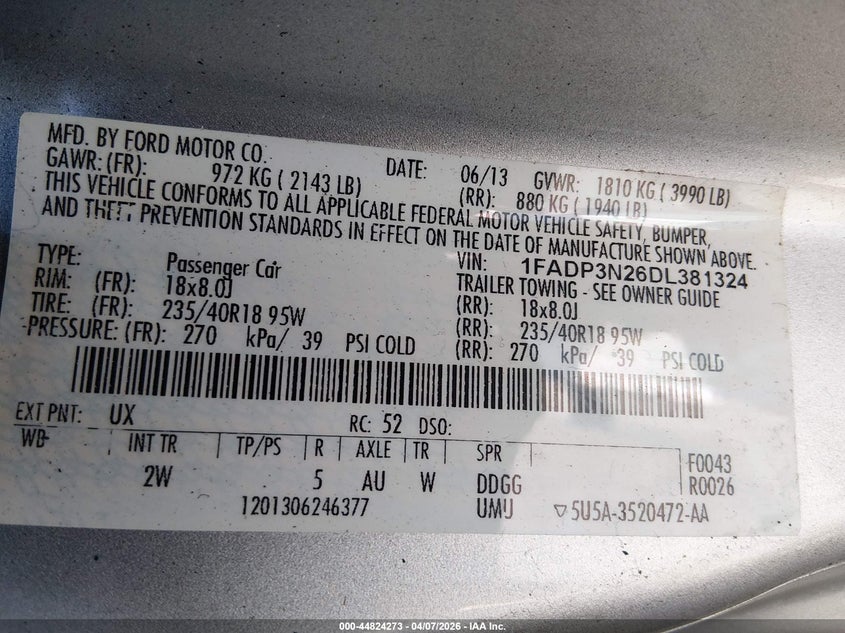 MFD. BY FORD MOTOR CO. DATE: 06/13 GVWR: 1810 KG ( 3990 LB)
GAWR: (FR): 972 KG ( 2143 LB) (RR): 880 KG ( 1940 LB)
THIS VEHICLE CONFORMS TO ALL APPLICABLE FEDERAL MOTOR VEHICLE SAFETY, BUMPER,
AND THEFT PREVENTION STANDARDS IN EFFECT ON THE DATE OF MANUFACTURE SHOWN ABOVE.
VIN: 1FADP3N26DL381324
TYPE: Passenger Car TRAILER TOWING - SEE OWNER GUIDE
RIM: (FR): 18x8.0J (RR): 18x8.0J
TIRE: (FR): 235/40R18 95W (RR): 235/40R18 95W
PRESSURE: (FR): 270 kPa/ 39 PSI COLD (RR): 270 kPa/ 39 PSI COLD
EXT PNT: UX RC: 52 DSO:
WB INT TR TP/PS R AXLE TR SPR F0043
2W 5 AU W DDGG R0026
1201306246377 UMU ▽5U5A-3520472-AA
000-44824273 - 04/07/2026 - IAA Inc.